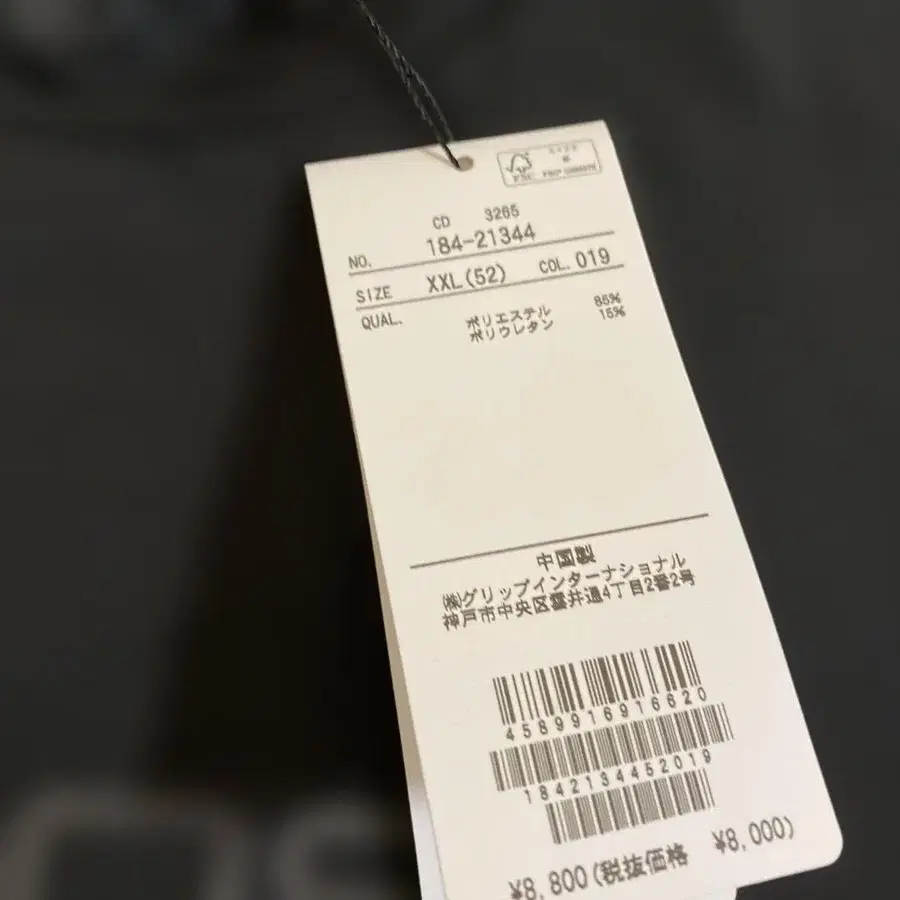 FSC
CD 3265
NO. 184-21344
SIZE XXL(52) COL. 019
QUAL. ポリエステル 85%
ポリウレタン 15%
中国製
㈱グリップインターナショナル
神戸市中央区雲井通4丁目2番2号
4589916916620
1842134452019
¥8,800(税抜価格 ¥8,000)